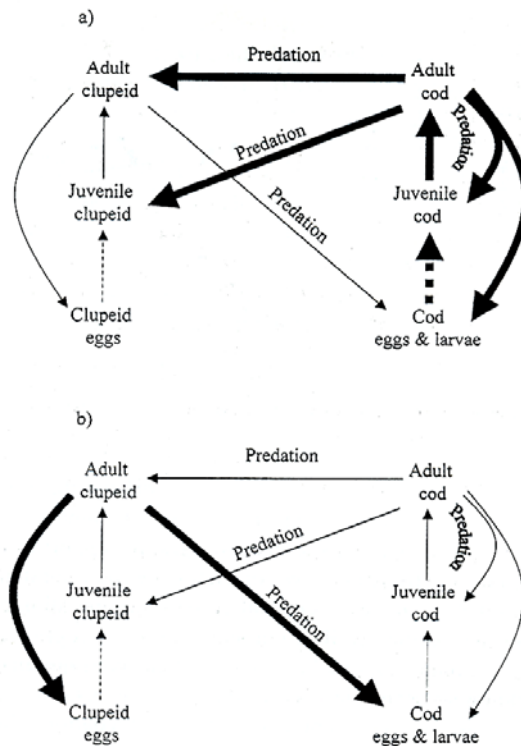 a)
Predation
Adult
clupeid
Adult
cod
Predation
Predation
Juvenile
clupeid
Predation
Juvenile
cod
Clupeid
eggs
Cod
eggs & larvae
b)
Predation
Adult
clupeid
Adult
cod
Predation
Predation
Juvenile
clupeid
Predation
Juvenile
cod
Clupeid
eggs
Cod
eggs & larvae